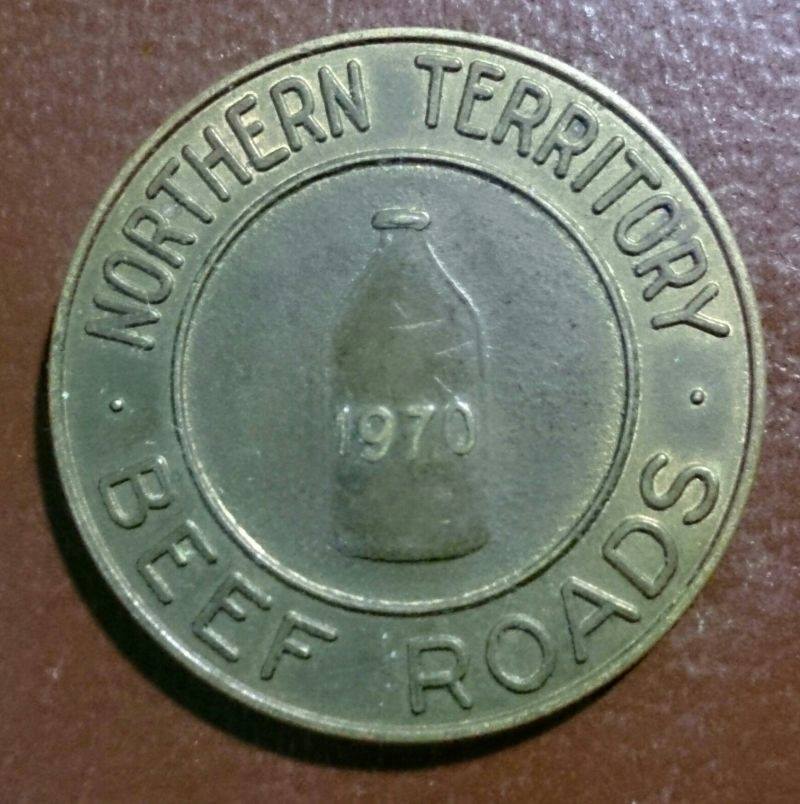 NORTHERN TERRITORY
1970
· BEEF ROADS ·